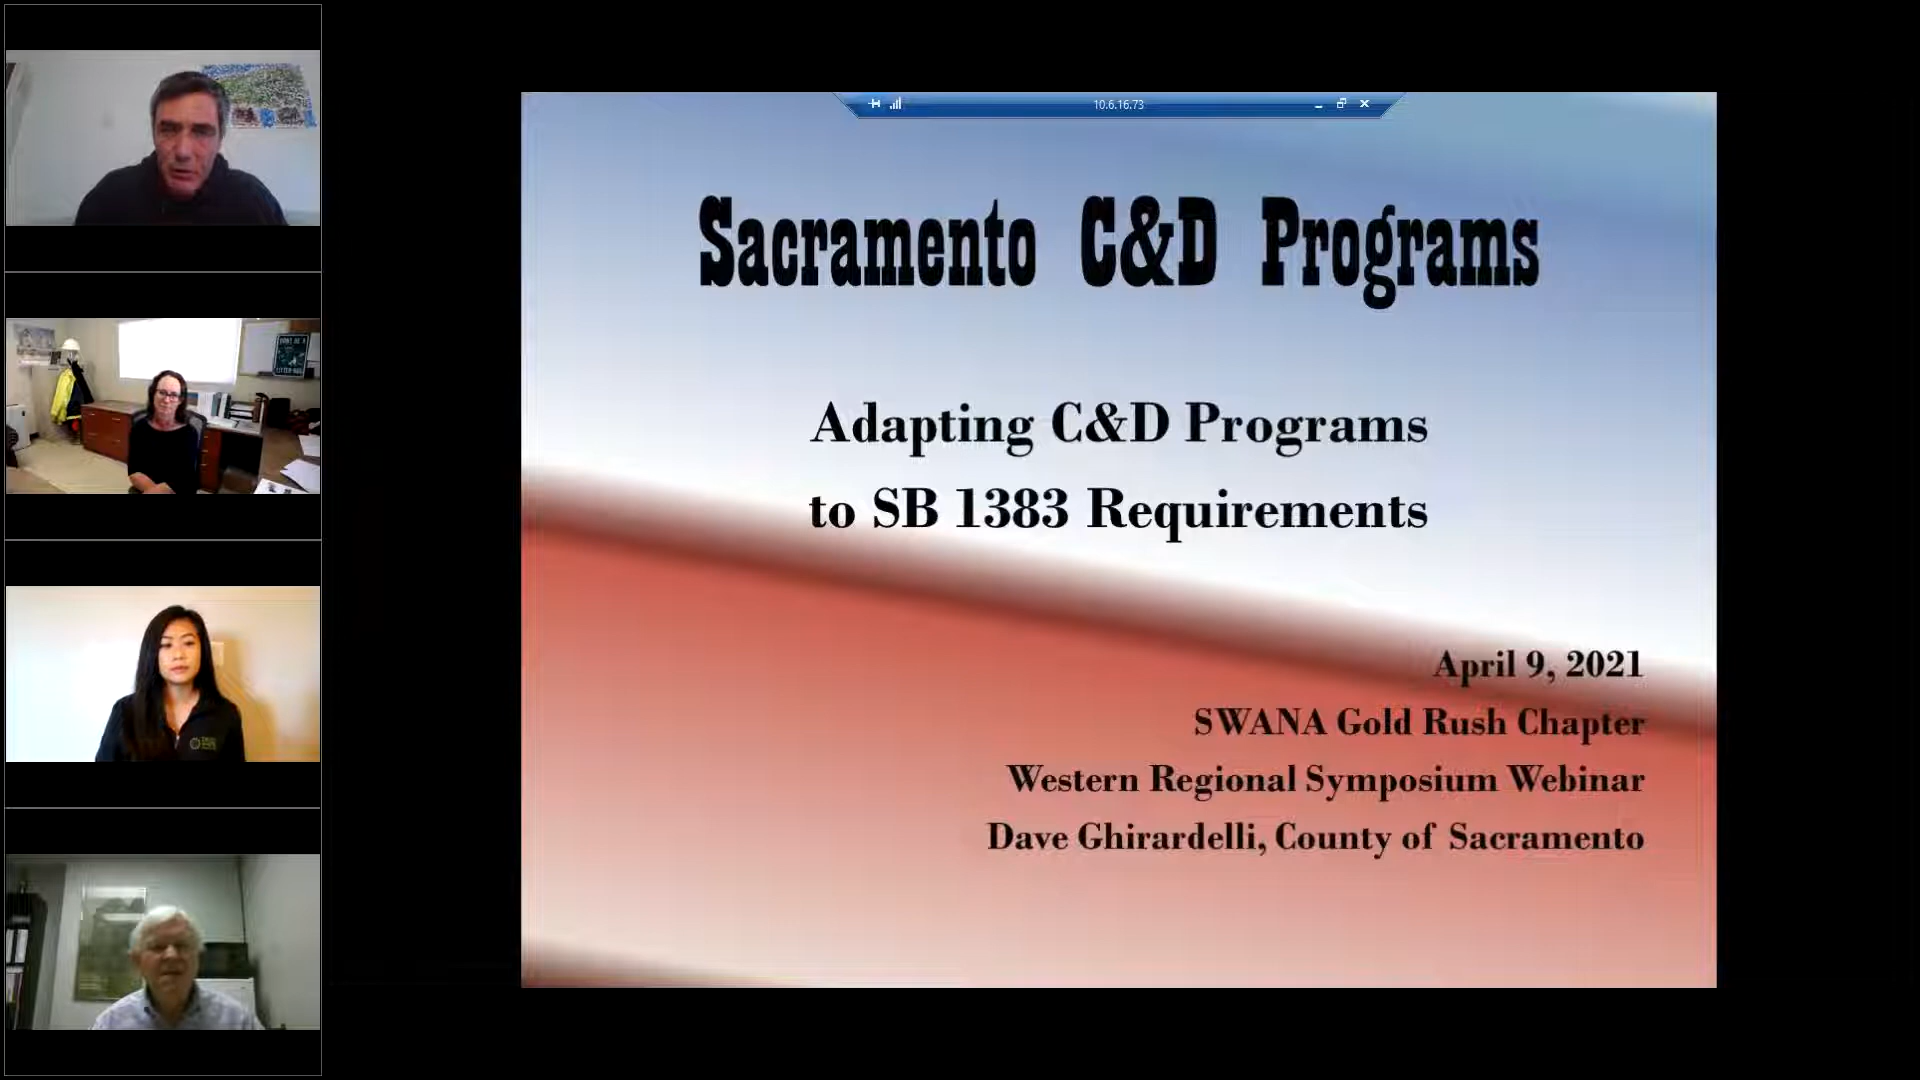 10.6.16.73
Sacramento C&D Programs
Adapting C&D Programs
to SB 1383 Requirements
April 9, 2021
SWANA Gold Rush Chapter
Western Regional Symposium Webinar
Dave Ghirardelli, County of Sacramento